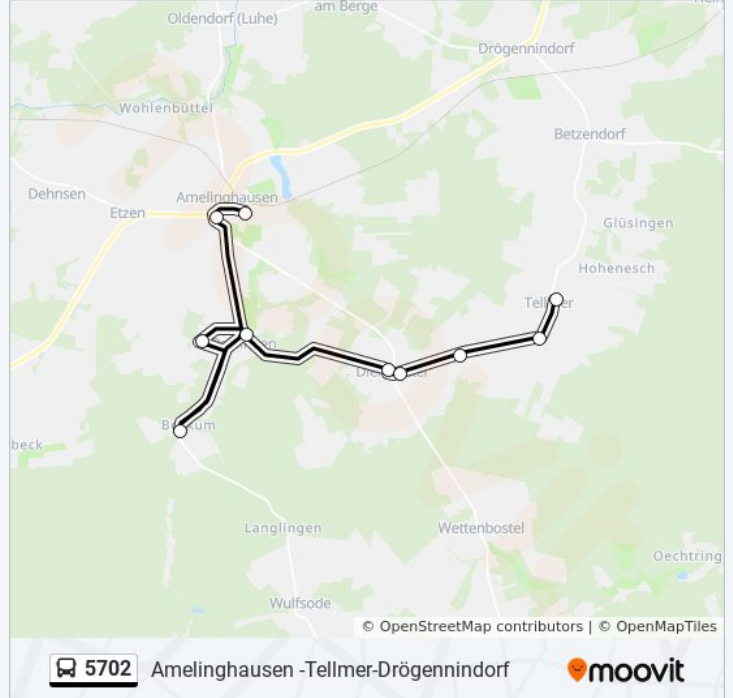 am Berge
Oldendorf (Luhe)
Drögennindorf
Wohlenbüttel
Betzendorf
Dehnsen
Amelinghausen
Etzen
Glüsingen
Hohenesch
beck
Langlingen
Wettenbostel
Oechtring
Wulfsode
© OpenStreetMap contributors | © OpenMapTiles
5702 Amelinghausen -Tellmer-Drögennindorf
moovit